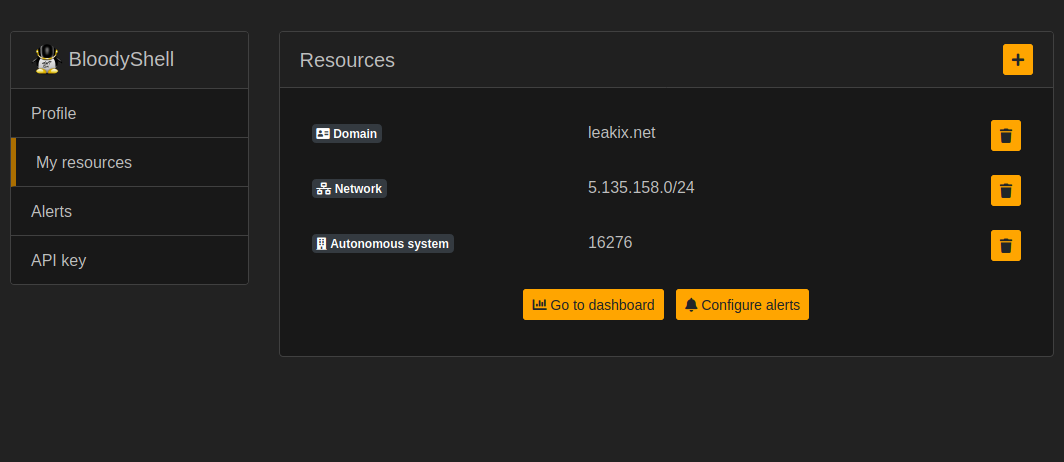 BloodyShell
Profile
My resources
Alerts
API key
Resources
Domain leakix.net
Network 5.135.158.0/24
Autonomous system 16276
Go to dashboard Configure alerts